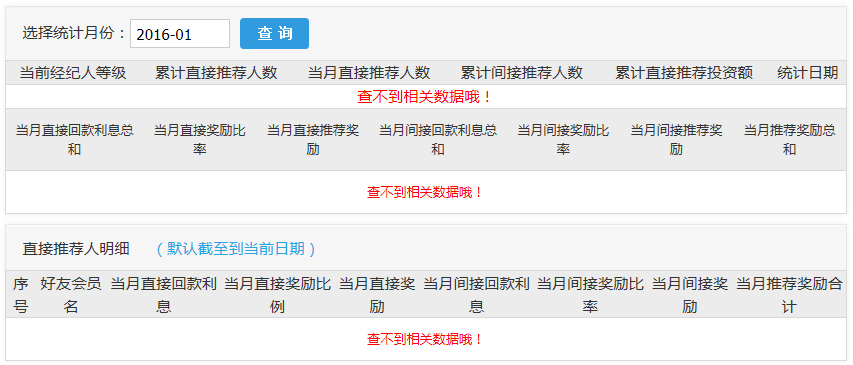 选择统计月份： 2016-01 查 询
当前经纪人等级 累计直接推荐人数 当月直接推荐人数 累计间接推荐人数 累计直接推荐投资额 统计日期
查不到相关数据哦！
当月直接回款利息总和 当月直接奖励比率 当月直接推荐奖励 当月间接回款利息总和 当月间接奖励比率 当月间接推荐奖励 当月推荐奖励总和
查不到相关数据哦！
直接推荐人明细 （默认截至到当前日期）
序号 好友会员名 当月直接回款利息 当月直接奖励比例 当月直接奖励 当月间接回款利息 当月间接奖励比率 当月间接奖励 当月推荐奖励合计
查不到相关数据哦！